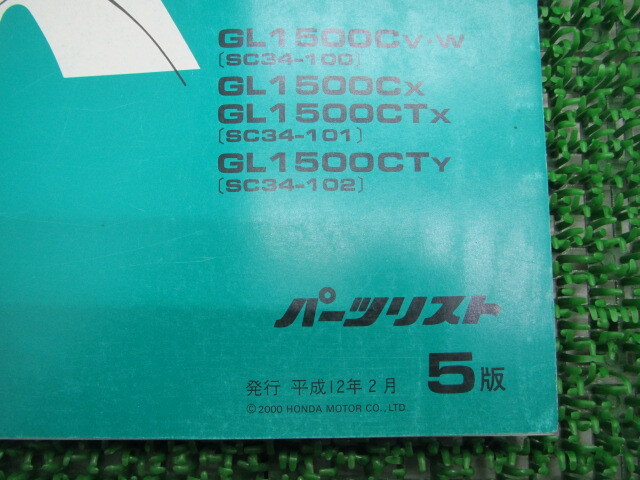 GL1500CV・W
〔SC34-100〕
GL1500CX
GL1500CTX
〔SC34-101〕
GL1500CTY
〔SC34-102〕
パーツリスト
発行 平成12年2月 5版
©2000 HONDA MOTOR CO., LTD.